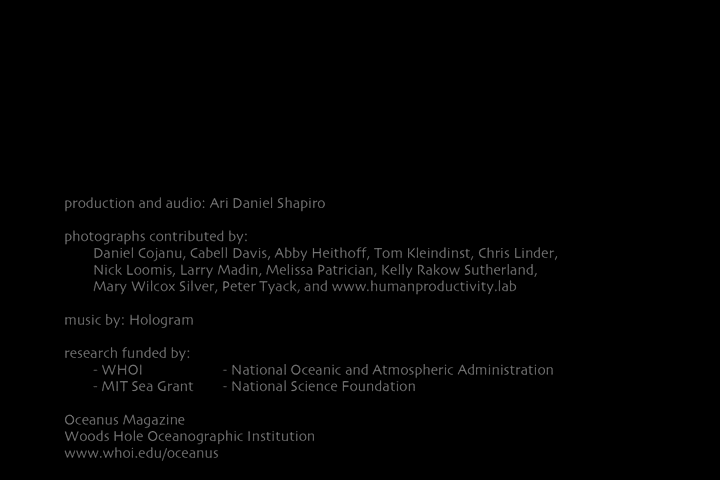 production and audio: Ari Daniel Shapiro
photographs contributed by:
Daniel Cojanu, Cabell Davis, Abby Heithoff, Tom Kleindinst, Chris Linder,
Nick Loomis, Larry Madin, Melissa Patrician, Kelly Rakow Sutherland,
Mary Wilcox Silver, Peter Tyack, and www.humanproductivity.lab
music by: Hologram
research funded by:
- WHOI - National Oceanic and Atmospheric Administration
- MIT Sea Grant - National Science Foundation
Oceanus Magazine
Woods Hole Oceanographic Institution
www.whoi.edu/oceanus